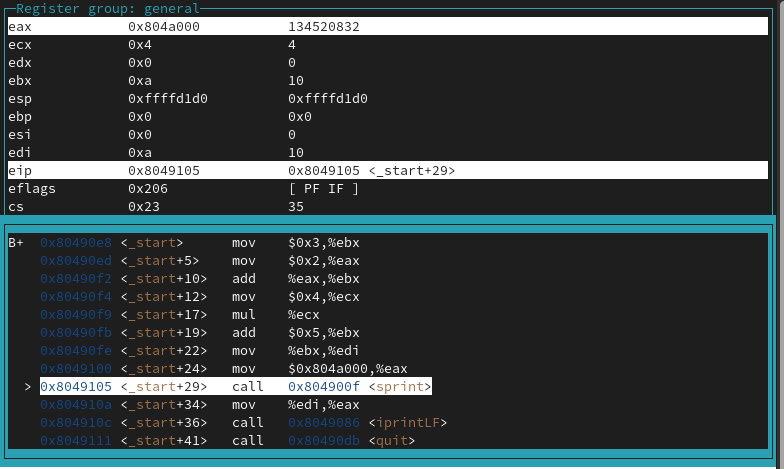 Register group: general
eax 0x804a000 134520832
ecx 0x4 4
edx 0x0 0
ebx 0xa 10
esp 0xffffd1d0 0xffffd1d0
ebp 0x0 0x0
esi 0x0 0
edi 0xa 10
eip 0x8049105 0x8049105 <_start+29>
eflags 0x206 [ PF IF ]
cs 0x23 35
B+ 0x80490e8 <_start> mov $0x3,%ebx
0x80490ed <_start+5> mov $0x2,%eax
0x80490f2 <_start+10> add %eax,%ebx
0x80490f4 <_start+12> mov $0x4,%ecx
0x80490f9 <_start+17> mul %ecx
0x80490fb <_start+19> add $0x5,%ebx
0x80490fe <_start+22> mov %ebx,%edi
0x8049100 <_start+24> mov $0x804a000,%eax
> 0x8049105 <_start+29> call 0x804900f <sprint>
0x804910a <_start+34> mov %edi,%eax
0x804910c <_start+36> call 0x8049086 <iprintLF>
0x8049111 <_start+41> call 0x80490db <quit>